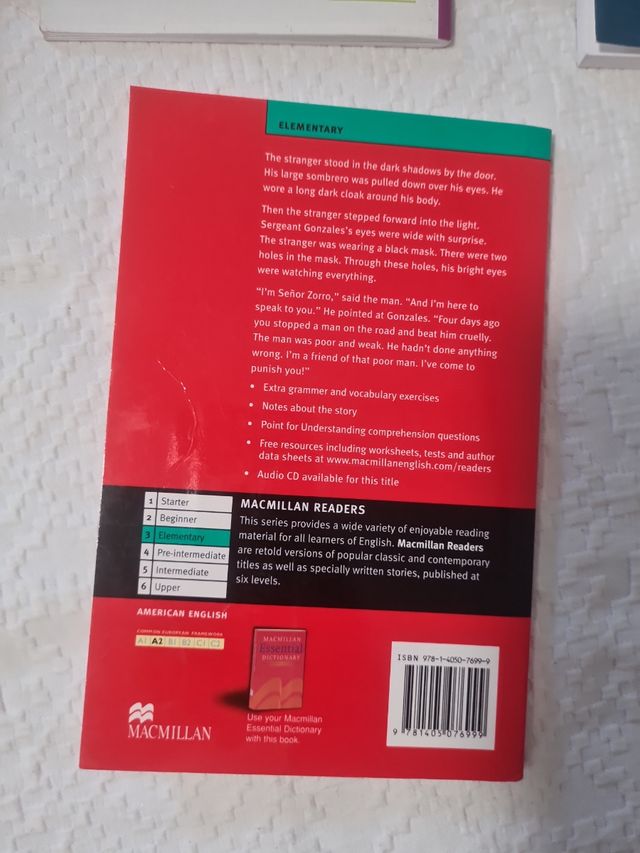 ELEMENTARY
The stranger stood in the dark shadows by the door.
His large sombrero was pulled down over his eyes. He
wore a long dark cloak around his body.
Then the stranger stepped forward into the light.
Sergeant Gonzales's eyes were wide with surprise.
The stranger was wearing a black mask. There were two
holes in the mask. Through these holes, his bright eyes
were watching everything.
"I'm Señor Zorro," said the man. "And I'm here to
speak to you." He pointed at Gonzales. "Four days ago
you stopped a man on the road and beat him cruelly.
The man was poor and weak. He hadn't done anything
wrong. I'm a friend of that poor man. I've come to
punish you!"
• Extra grammer and vocabulary exercises
• Notes about the story
• Point for Understanding comprehension questions
• Free resources including worksheets, tests and author
data sheets at www.macmillanenglish.com/readers
• Audio CD available for this title
1 Starter
2 Beginner
3 Elementary
4 Pre-intermediate
5 Intermediate
6 Upper
MACMILLAN READERS
This series provides a wide variety of enjoyable reading
material for all learners of English. Macmillan Readers
are retold versions of popular classic and contemporary
titles as well as specially written stories, published at
six levels.
AMERICAN ENGLISH
COMMON EUROPEAN FRAMEWORK
A1 A2 B1 B2 C1 C2
MACMILLAN
Essential
DICTIONARY
Use your Macmillan
Essential Dictionary
with this book.
MACMILLAN
ISBN 978-1-4050-7699-9
9 781405 076999